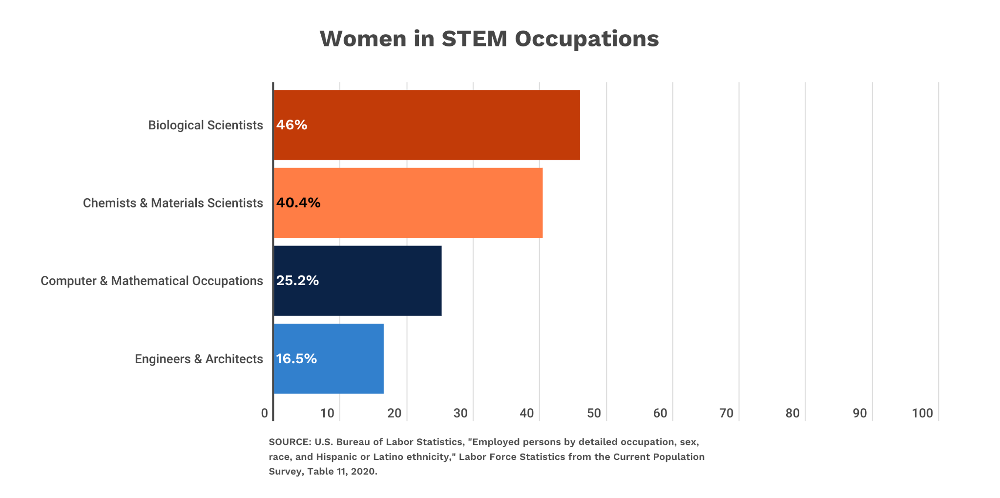 Women in STEM Occupations
Biological Scientists
46%
Chemists & Materials Scientists
40.4%
Computer & Mathematical Occupations
25.2%
Engineers & Architects
16.5%
0 10 20 30 40 50 60 70 80 90 100
SOURCE: U.S. Bureau of Labor Statistics, "Employed persons by detailed occupation, sex,
race, and Hispanic or Latino ethnicity," Labor Force Statistics from the Current Population
Survey, Table 11, 2020.